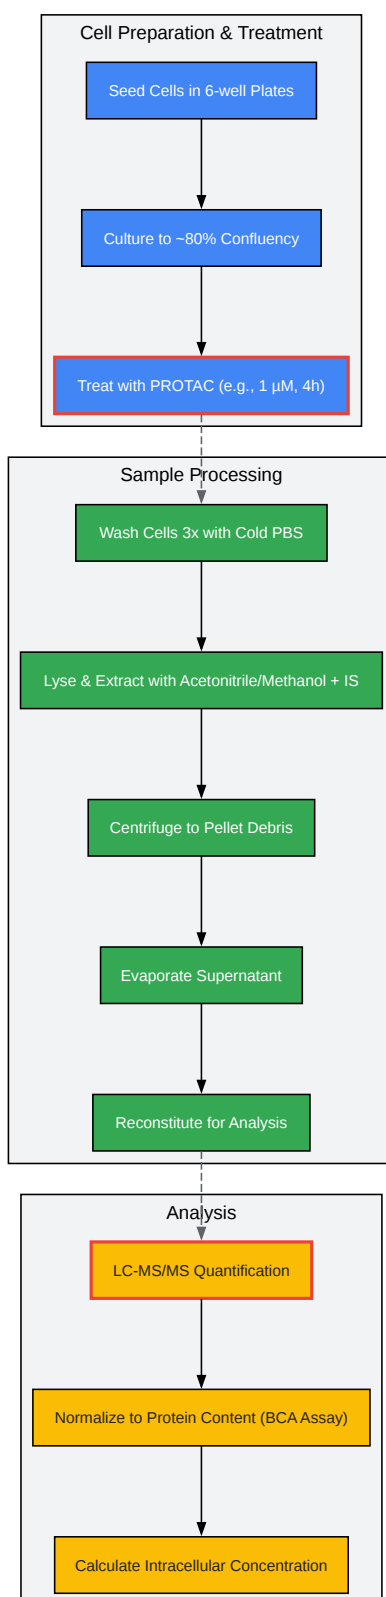 Cell Preparation & Treatment
Seed Cells in 6-well Plates
Culture to ~80% Confluency
Treat with PROTAC (e.g., 1 µM, 4h)
Sample Processing
Wash Cells 3x with Cold PBS
Lyse & Extract with Acetonitrile/Methanol + IS
Centrifuge to Pellet Debris
Evaporate Supernatant
Reconstitute for Analysis
Analysis
LC-MS/MS Quantification
Normalize to Protein Content (BCA Assay)
Calculate Intracellular Concentration